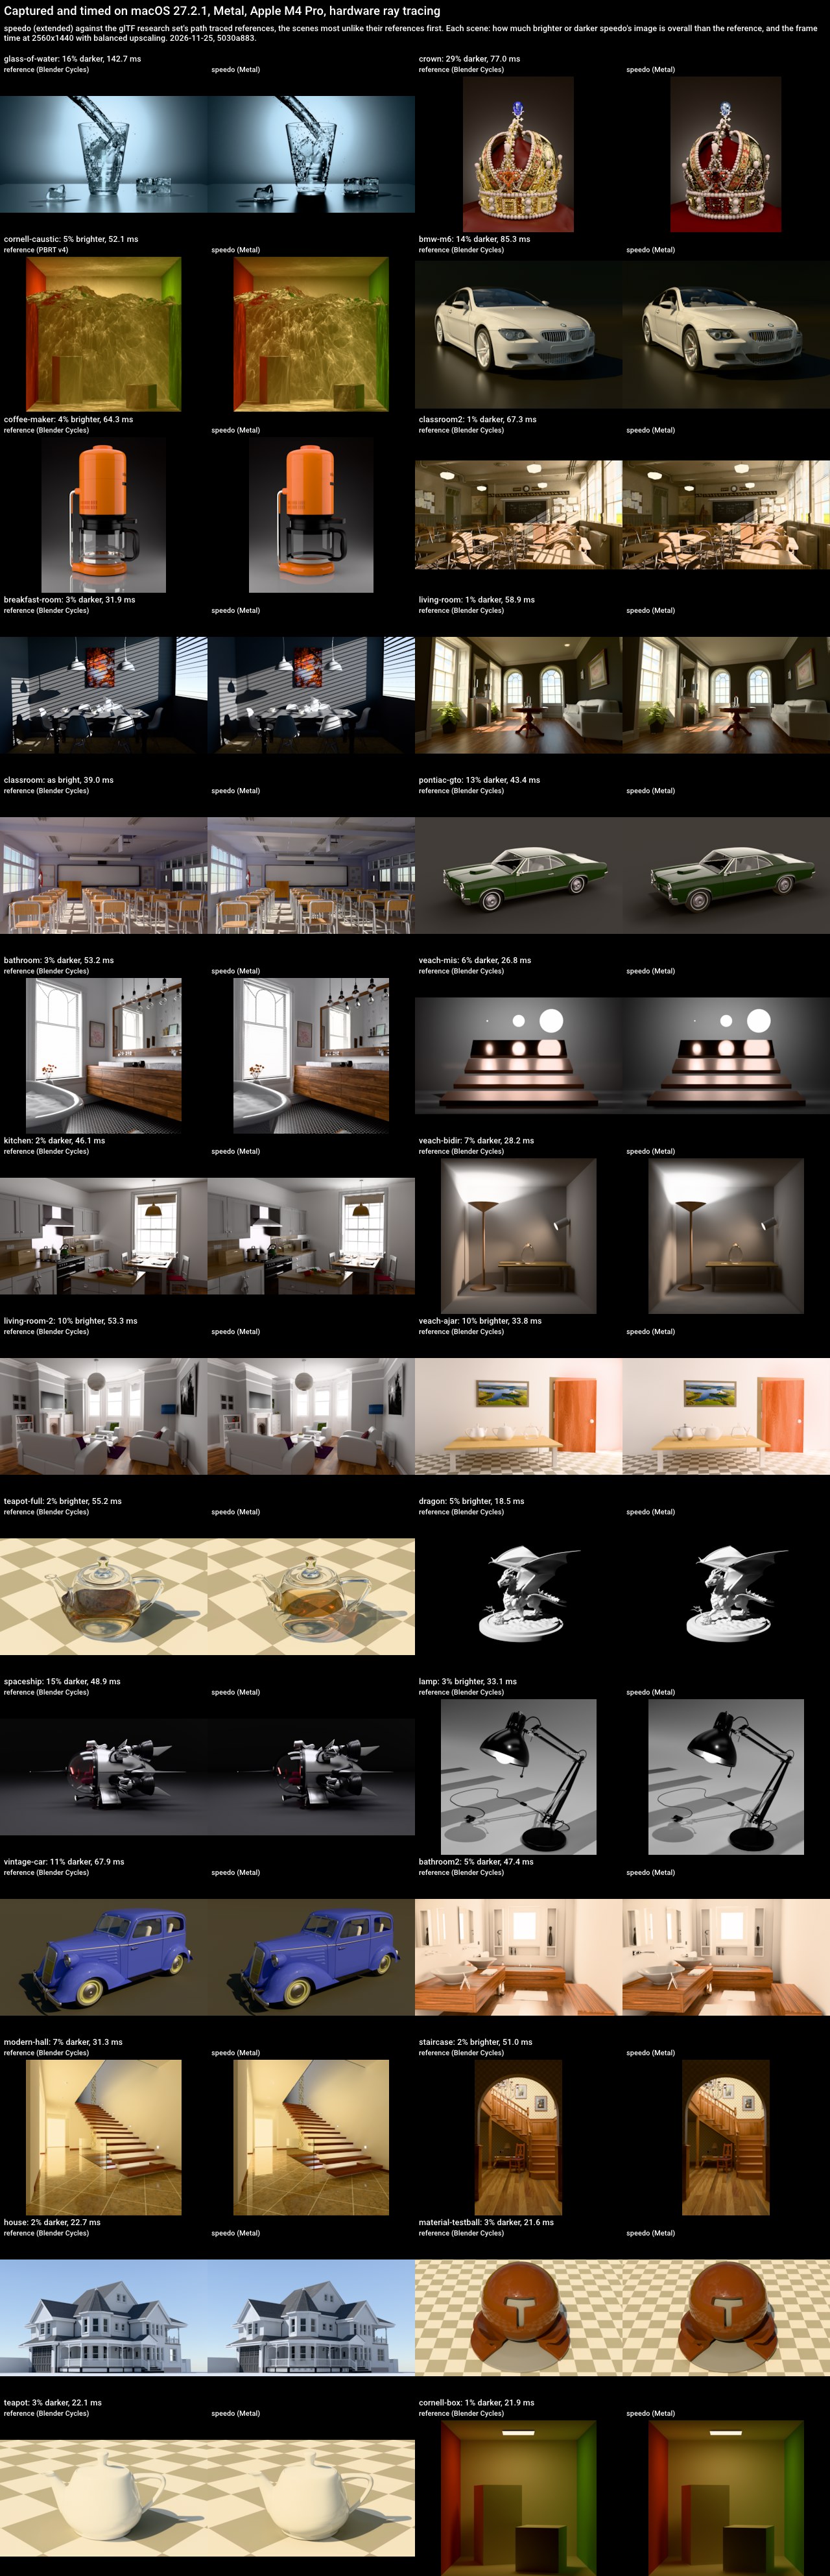 Captured and timed on macOS 27.2.1, Metal, Apple M4 Pro, hardware ray tracing
speedo (extended) against the glTF research set's path traced references, the scenes most unlike their references first. Each scene: how much brighter or darker speedo's image is overall than the reference, and the frame
time at 2560x1440 with balanced upscaling. 2026-11-25, 5030a883.
glass-of-water: 16% darker, 142.7 ms
reference (Blender Cycles)
speedo (Metal)
crown: 29% darker, 77.0 ms
reference (Blender Cycles)
speedo (Metal)
cornell-caustic: 5% brighter, 52.1 ms
reference (PBRT v4)
speedo (Metal)
bmw-m6: 14% darker, 85.3 ms
reference (Blender Cycles)
speedo (Metal)
coffee-maker: 4% brighter, 64.3 ms
reference (Blender Cycles)
speedo (Metal)
classroom2: 1% darker, 67.3 ms
reference (Blender Cycles)
speedo (Metal)
breakfast-room: 3% darker, 31.9 ms
reference (Blender Cycles)
speedo (Metal)
living-room: 1% darker, 58.9 ms
reference (Blender Cycles)
speedo (Metal)
classroom: as bright, 39.0 ms
reference (Blender Cycles)
speedo (Metal)
pontiac-gto: 13% darker, 43.4 ms
reference (Blender Cycles)
speedo (Metal)
bathroom: 3% darker, 53.2 ms
reference (Blender Cycles)
speedo (Metal)
veach-mis: 6% darker, 26.8 ms
reference (Blender Cycles)
speedo (Metal)
kitchen: 2% darker, 46.1 ms
reference (Blender Cycles)
speedo (Metal)
veach-bidir: 7% darker, 28.2 ms
reference (Blender Cycles)
speedo (Metal)
living-room-2: 10% brighter, 53.3 ms
reference (Blender Cycles)
speedo (Metal)
veach-ajar: 10% brighter, 33.8 ms
reference (Blender Cycles)
speedo (Metal)
teapot-full: 2% brighter, 55.2 ms
reference (Blender Cycles)
speedo (Metal)
dragon: 5% brighter, 18.5 ms
reference (Blender Cycles)
speedo (Metal)
spaceship: 15% darker, 48.9 ms
reference (Blender Cycles)
speedo (Metal)
lamp: 3% brighter, 33.1 ms
reference (Blender Cycles)
speedo (Metal)
vintage-car: 11% darker, 67.9 ms
reference (Blender Cycles)
speedo (Metal)
bathroom2: 5% darker, 47.4 ms
reference (Blender Cycles)
speedo (Metal)
modern-hall: 7% darker, 31.3 ms
reference (Blender Cycles)
speedo (Metal)
staircase: 2% brighter, 51.0 ms
reference (Blender Cycles)
speedo (Metal)
house: 2% darker, 22.7 ms
reference (Blender Cycles)
speedo (Metal)
material-testball: 3% darker, 21.6 ms
reference (Blender Cycles)
speedo (Metal)
teapot: 3% darker, 22.1 ms
reference (Blender Cycles)
speedo (Metal)
cornell-box: 1% darker, 21.9 ms
reference (Blender Cycles)
speedo (Metal)